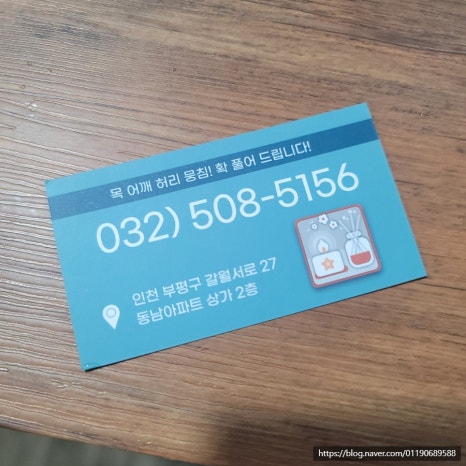 목 어깨 허리 뭉침! 확 풀어 드립니다!
032) 508-5156
인천 부평구 갈월서로 27
동남아파트 상가 2층
https://blog.naver.com/01190689588